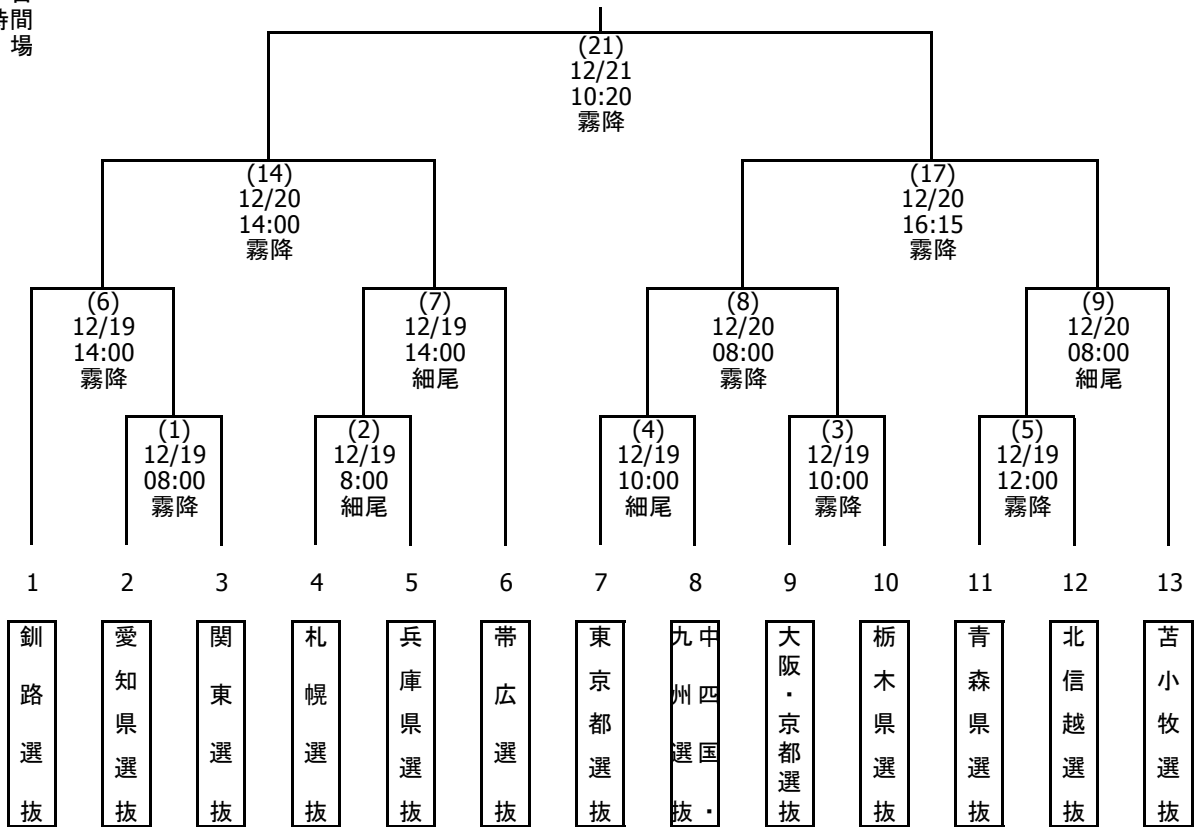 時間
場
(21)
12/21
10:20
霧降
(14)
12/20
14:00
霧降
(17)
12/20
16:15
霧降
(6)
12/19
14:00
霧降
(7)
12/19
14:00
細尾
(8)
12/20
08:00
霧降
(9)
12/20
08:00
細尾
(1)
12/19
08:00
霧降
(2)
12/19
8:00
細尾
(4)
12/19
10:00
細尾
(3)
12/19
10:00
霧降
(5)
12/19
12:00
霧降
1 2 3 4 5 6 7 8 9 10 11 12 13
釧路選抜
愛知県選抜
関東選抜
札幌選抜
兵庫県選抜
帯広選抜
東京都選抜
中四国・
九州選抜
大阪・京都選抜
栃木県選抜
青森県選抜
北信越選抜
苫小牧選抜